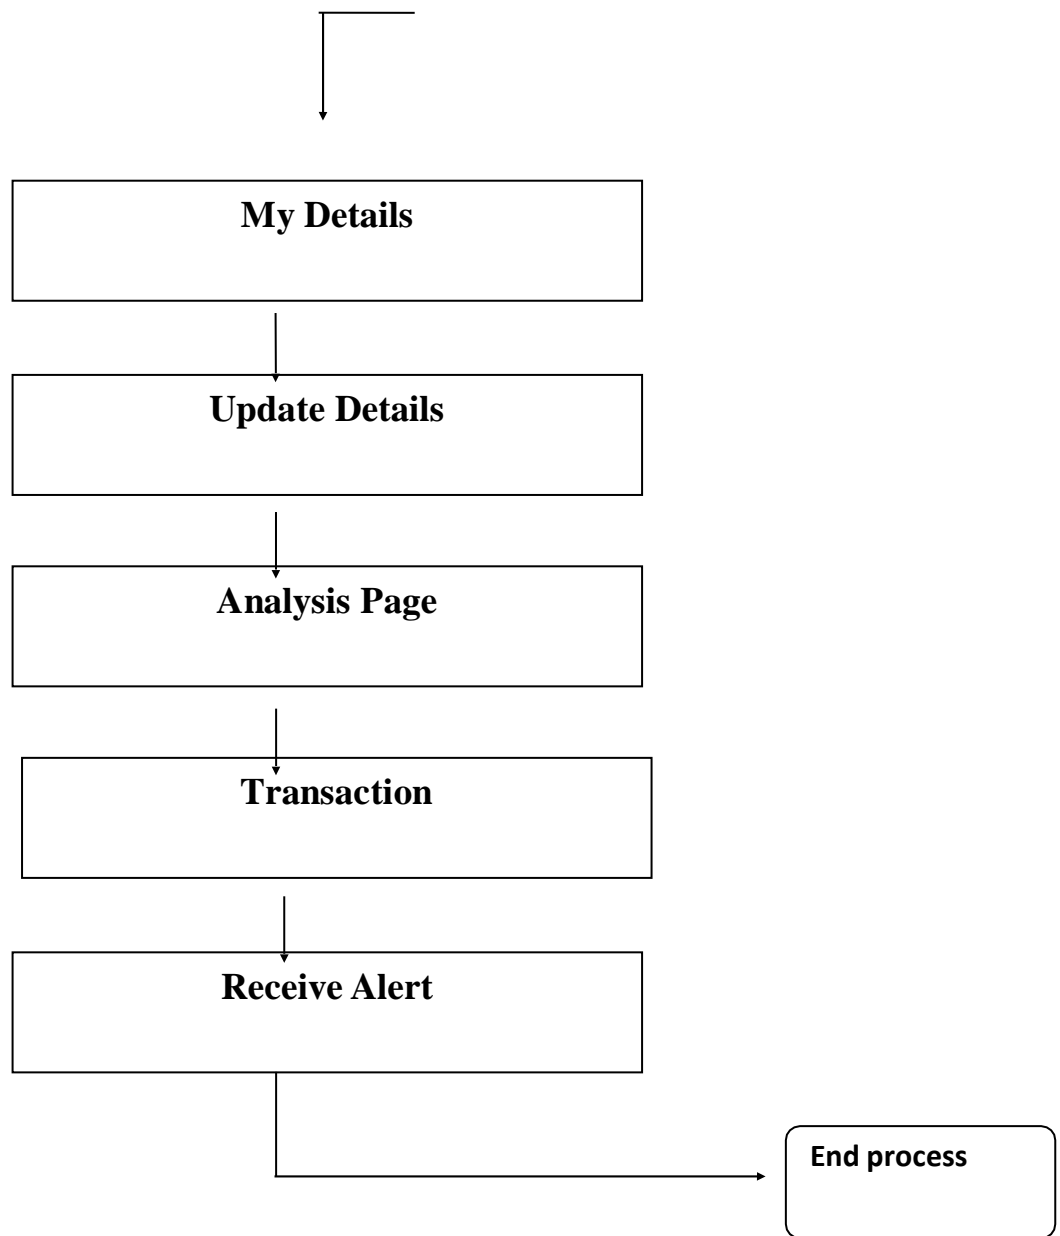 My Details
Update Details
Analysis Page
Transaction
Receive Alert
End process